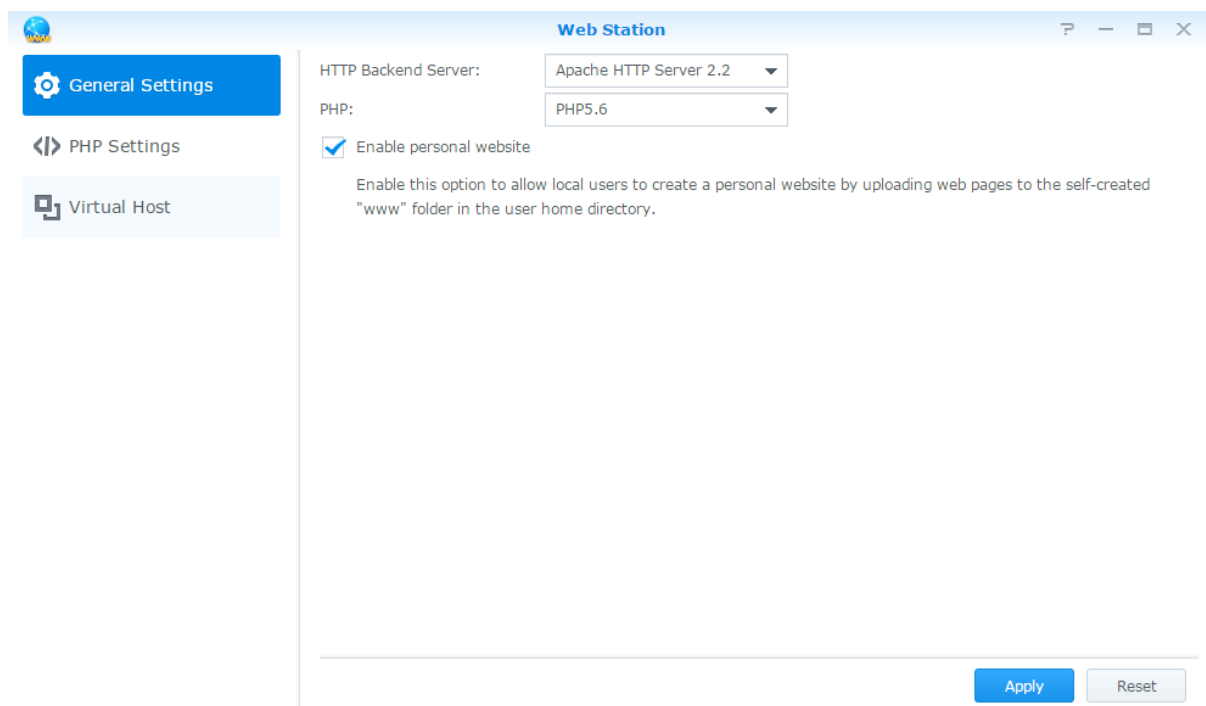 Web Station
General Settings
PHP Settings
Virtual Host
HTTP Backend Server:
Apache HTTP Server 2.2
PHP:
PHP5.6
Enable personal website
Enable this option to allow local users to create a personal website by uploading web pages to the self-created
"www" folder in the user home directory.
Apply
Reset